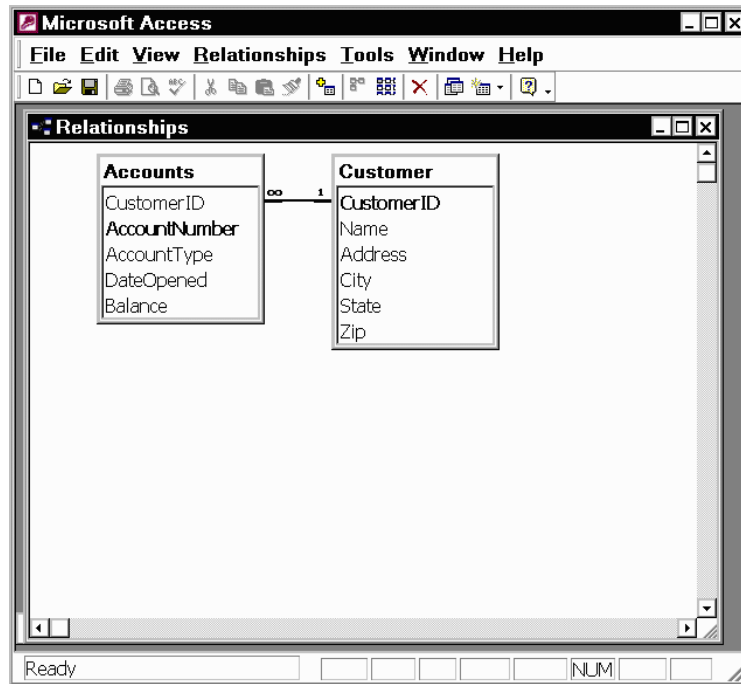 Microsoft Access
File Edit View Relationships Tools Window Help
Relationships
Accounts
CustomerID
AccountNumber
AccountType
DateOpened
Balance
∞ 1
Customer
CustomerID
Name
Address
City
State
Zip
Ready
NUM